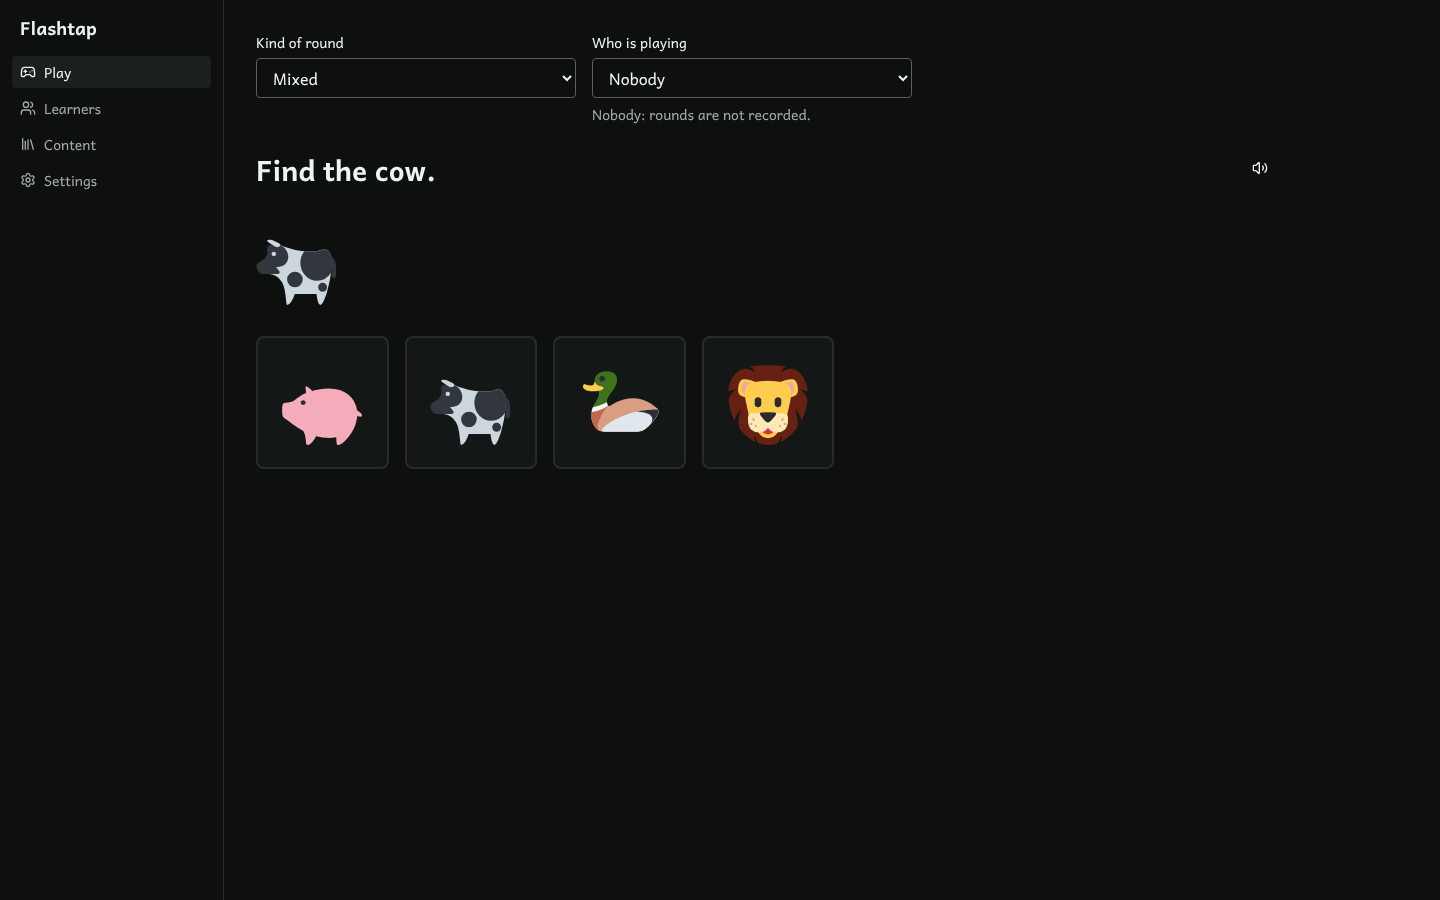 Flashtap
Play
Learners
Content
Settings
Kind of round
Mixed
Who is playing
Nobody
Nobody: rounds are not recorded.
Find the cow.